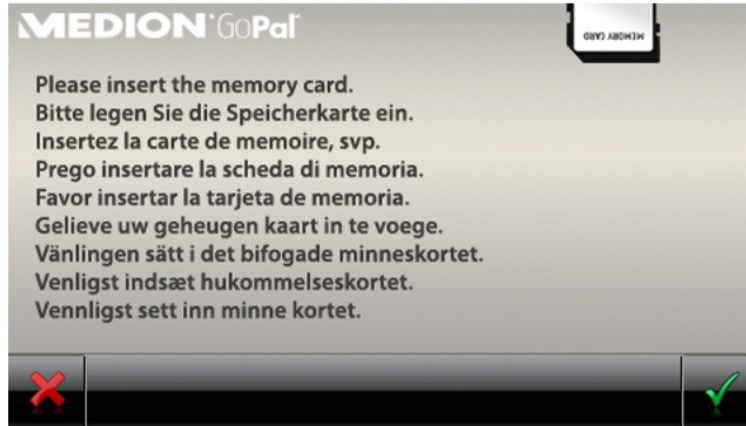 MEDION GoPal
MEMORY CARD
Please insert the memory card.
Bitte legen Sie die Speicherkarte ein.
Insertez la carte de memoire, svp.
Prego insertare la scheda di memoria.
Favor insertar la tarjeta de memoria.
Gelieve uw geheugen kaart in te voege.
Vänlingen sätt i det bifogade minneskortet.
Venligst indsæt hukommelseskortet.
Vennligst sett inn minne kortet.